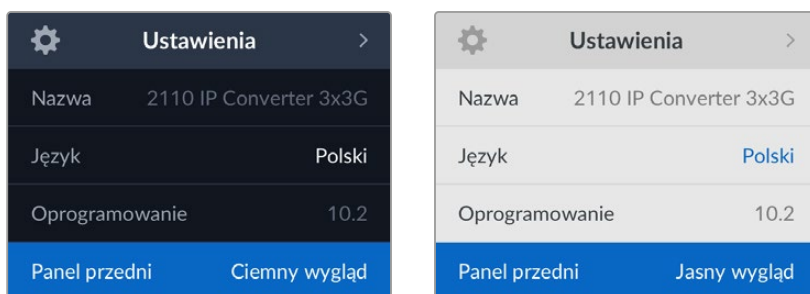 Ustawienia
Nazwa 2110 IP Converter 3x3G
Język Polski
Oprogramowanie 10.2
Panel przedni Ciemny wygląd
Ustawienia
Nazwa 2110 IP Converter 3x3G
Język Polski
Oprogramowanie 10.2
Panel przedni Jasny wygląd